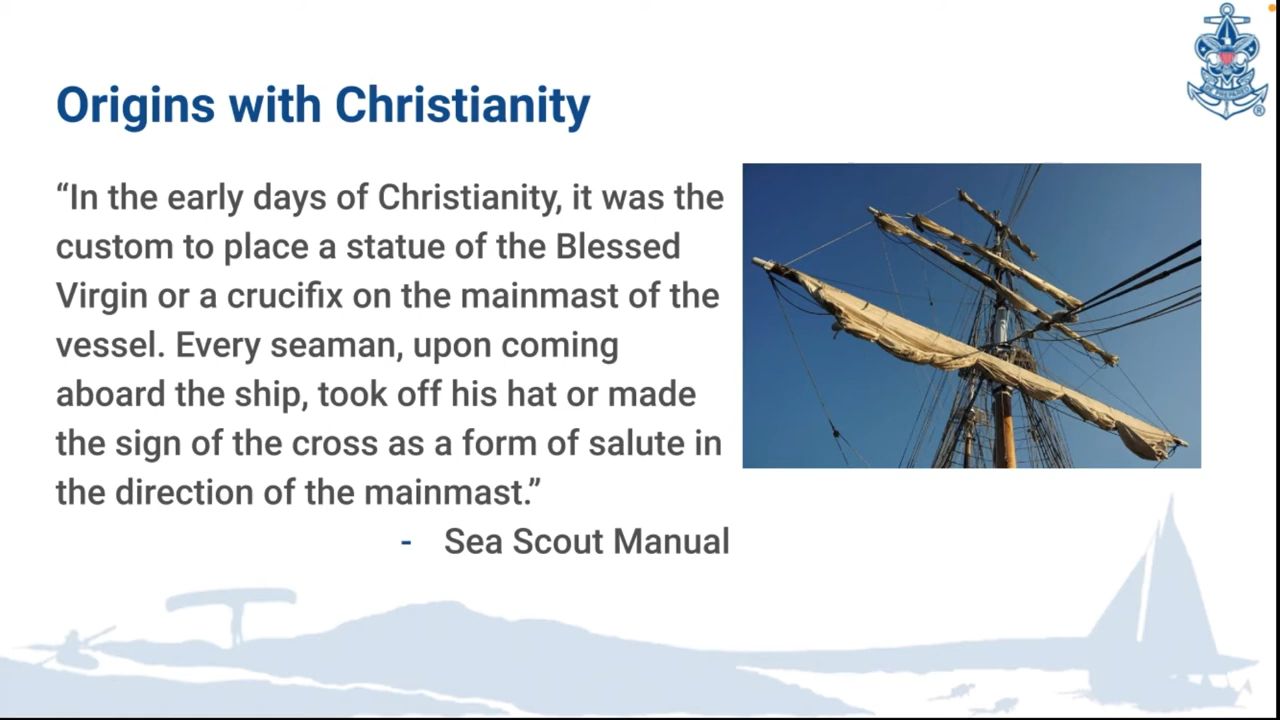 Origins with Christianity
“In the early days of Christianity, it was the
custom to place a statue of the Blessed
Virgin or a crucifix on the mainmast of the
vessel. Every seaman, upon coming
aboard the ship, took off his hat or made
the sign of the cross as a form of salute in
the direction of the mainmast.”
- Sea Scout Manual
BE PREPARED
®